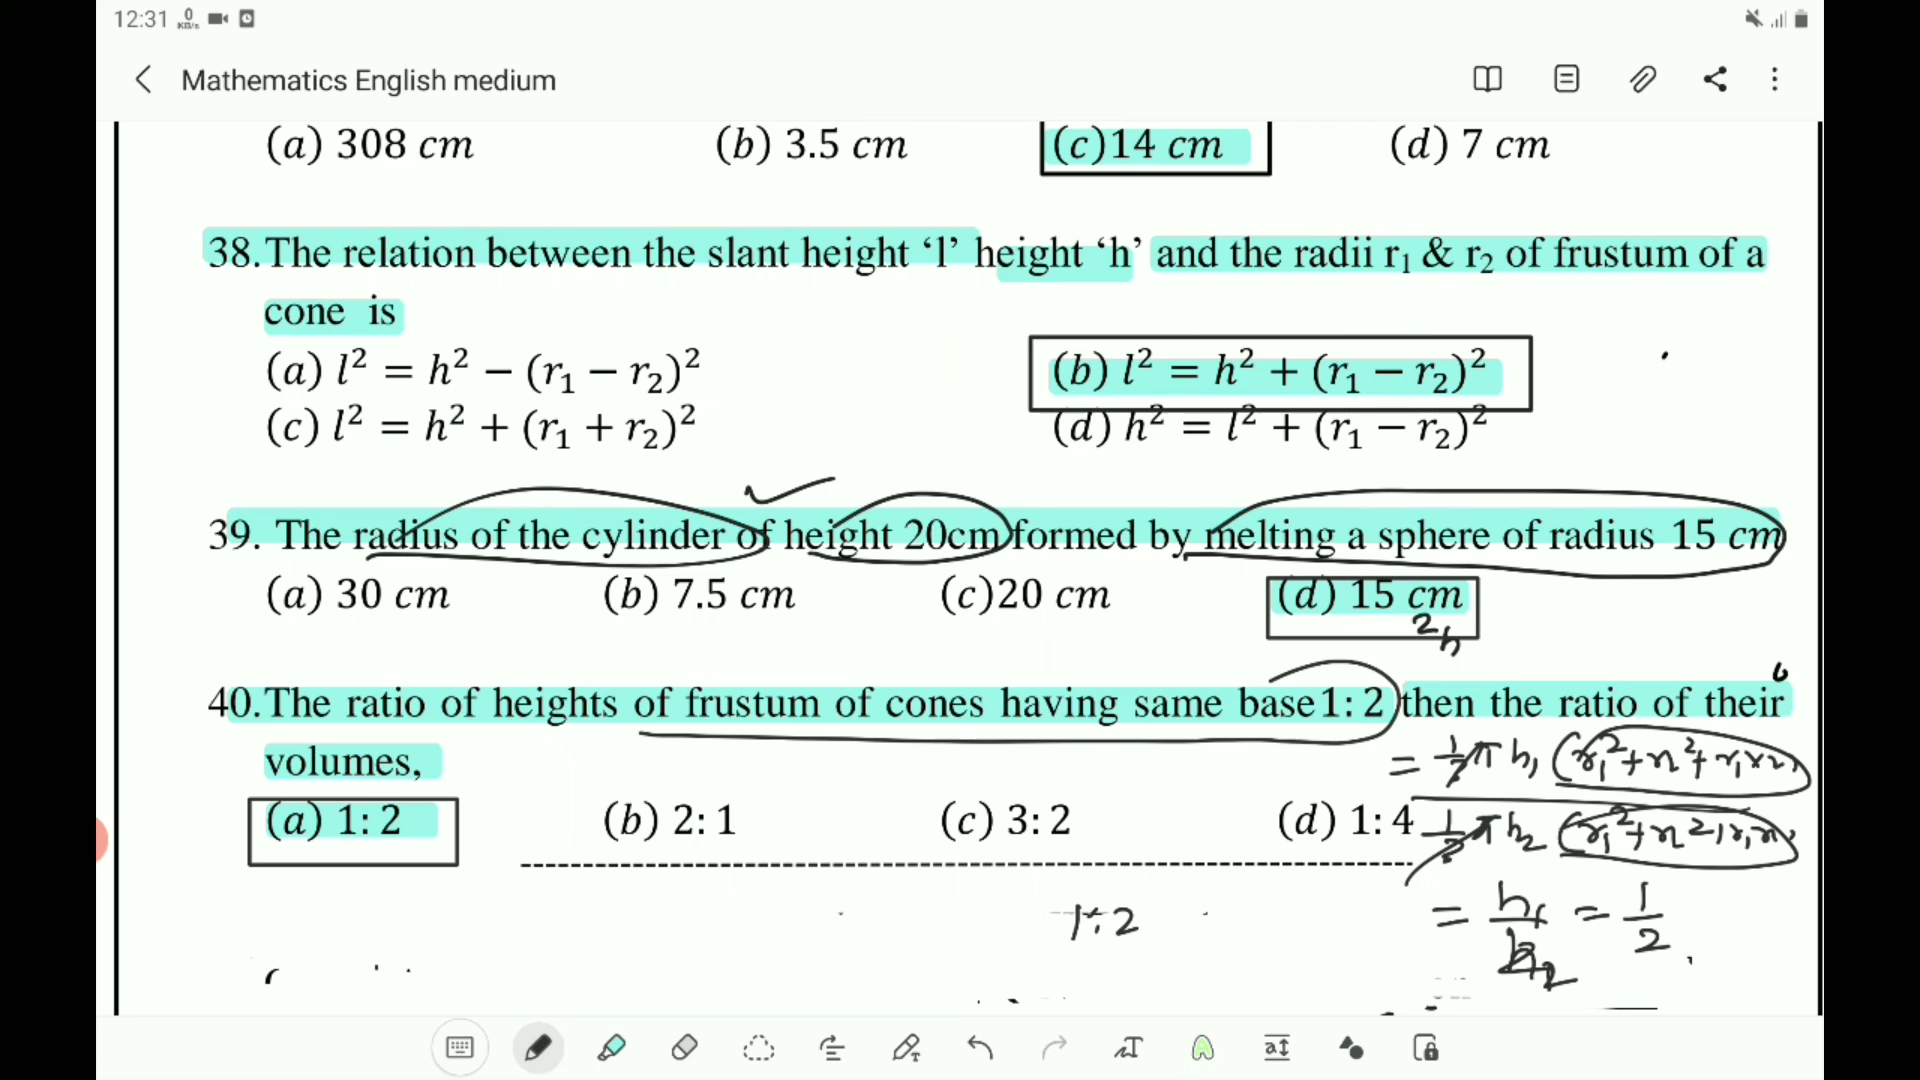 12:31 0 KB/s
Mathematics English medium
(a) 308 cm (b) 3.5 cm (c)14 cm (d) 7 cm
38.The relation between the slant height ‘l’ height ‘h’ and the radii r₁ & r₂ of frustum of a
cone is
(a) l² = h² − (r₁ − r₂)² (b) l² = h² + (r₁ − r₂)²
(c) l² = h² + (r₁ + r₂)² (d) h² = l² + (r₁ − r₂)²
39. The radius of the cylinder of height 20cm formed by melting a sphere of radius 15 cm
(a) 30 cm (b) 7.5 cm (c)20 cm (d) 15 cm
40.The ratio of heights of frustum of cones having same base1: 2 then the ratio of their
volumes,
(a) 1: 2 (b) 2: 1 (c) 3: 2 (d) 1: 4
1:2
= h₁ = 1
2